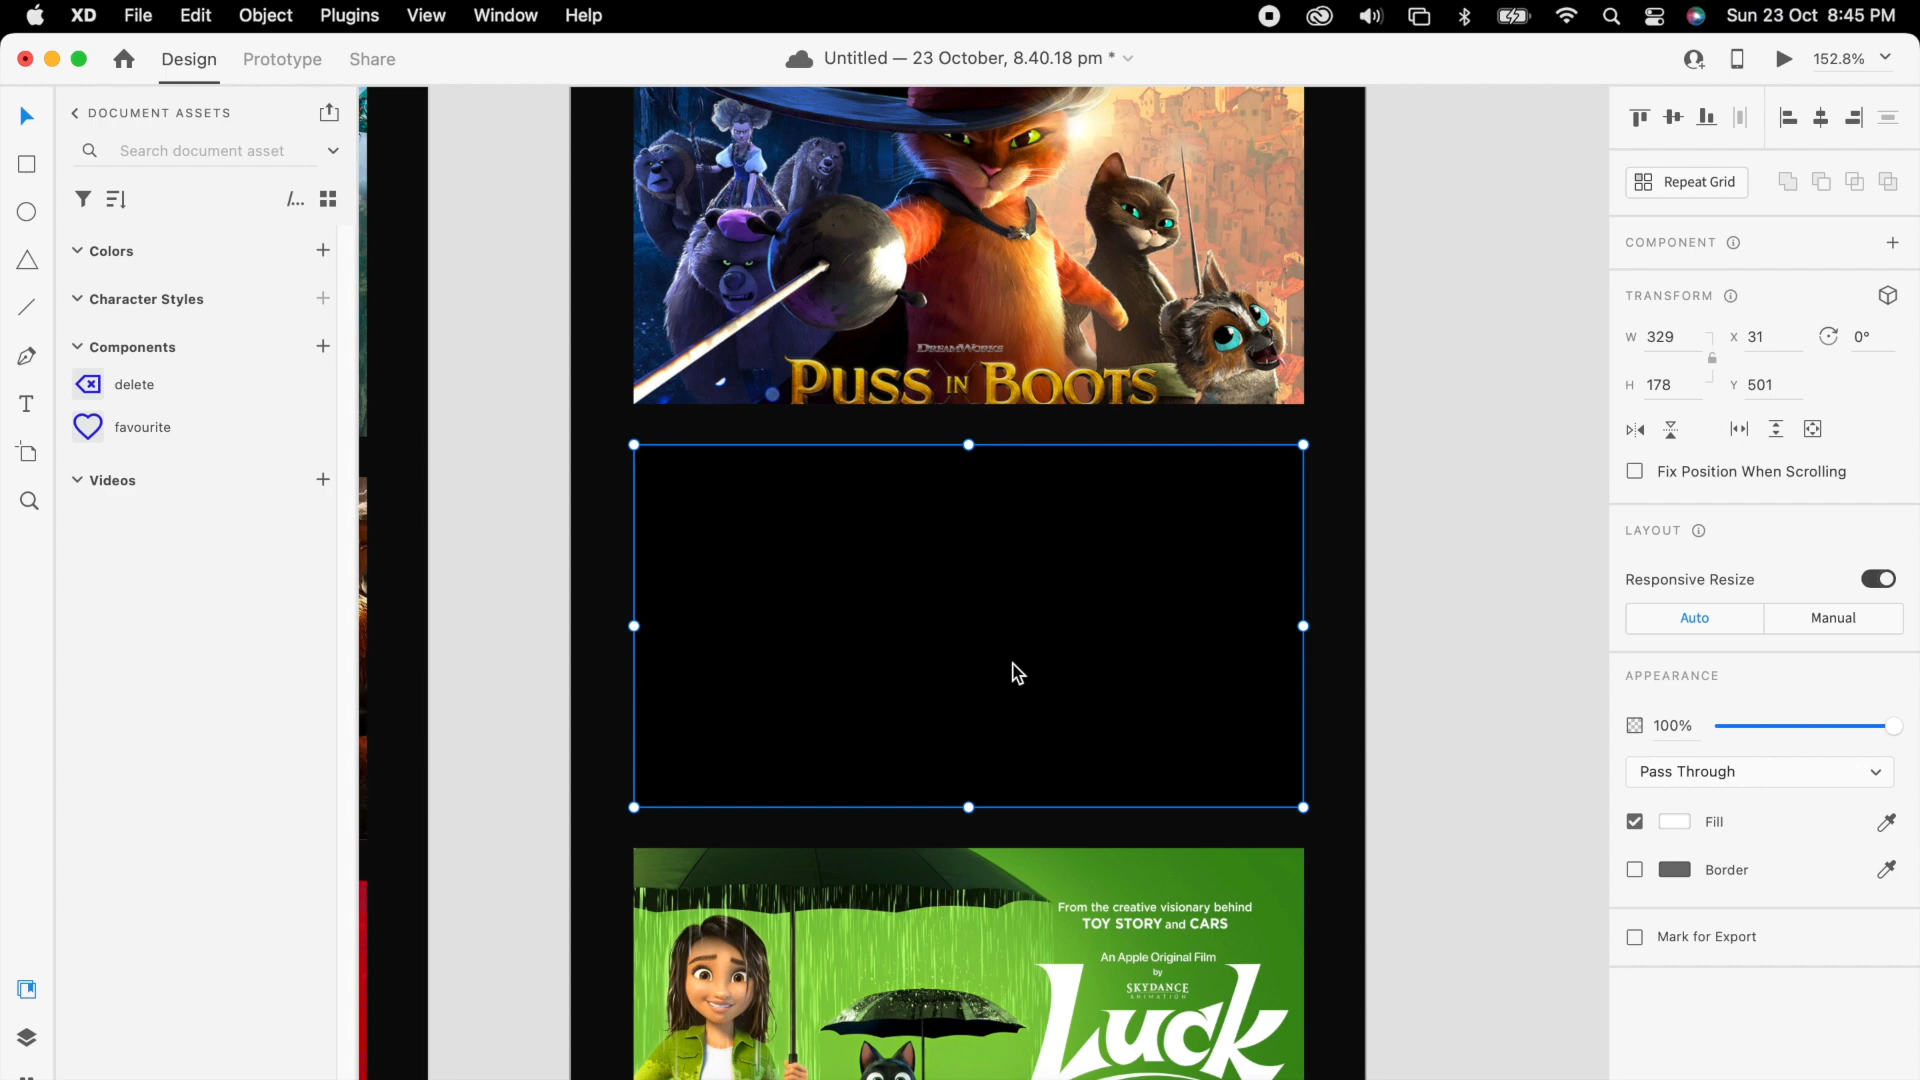 XD File Edit Object Plugins View Window Help Sun 23 Oct 8:45 PM
Design Prototype Share Untitled — 23 October, 8.40.18 pm * 152.8%
DOCUMENT ASSETS
Search document asset
/...
Colors
Character Styles
Components
delete
favourite
Videos
DREAMWORKS
PUSS IN BOOTS
From the creative visionary behind
TOY STORY and CARS
An Apple Original Film
by
SKYDANCE
ANIMATION
Luck
Repeat Grid
COMPONENT
TRANSFORM
W 329 X 31 0°
H 178 Y 501
Fix Position When Scrolling
LAYOUT
Responsive Resize
Auto Manual
APPEARANCE
100%
Pass Through
Fill
Border
Mark for Export